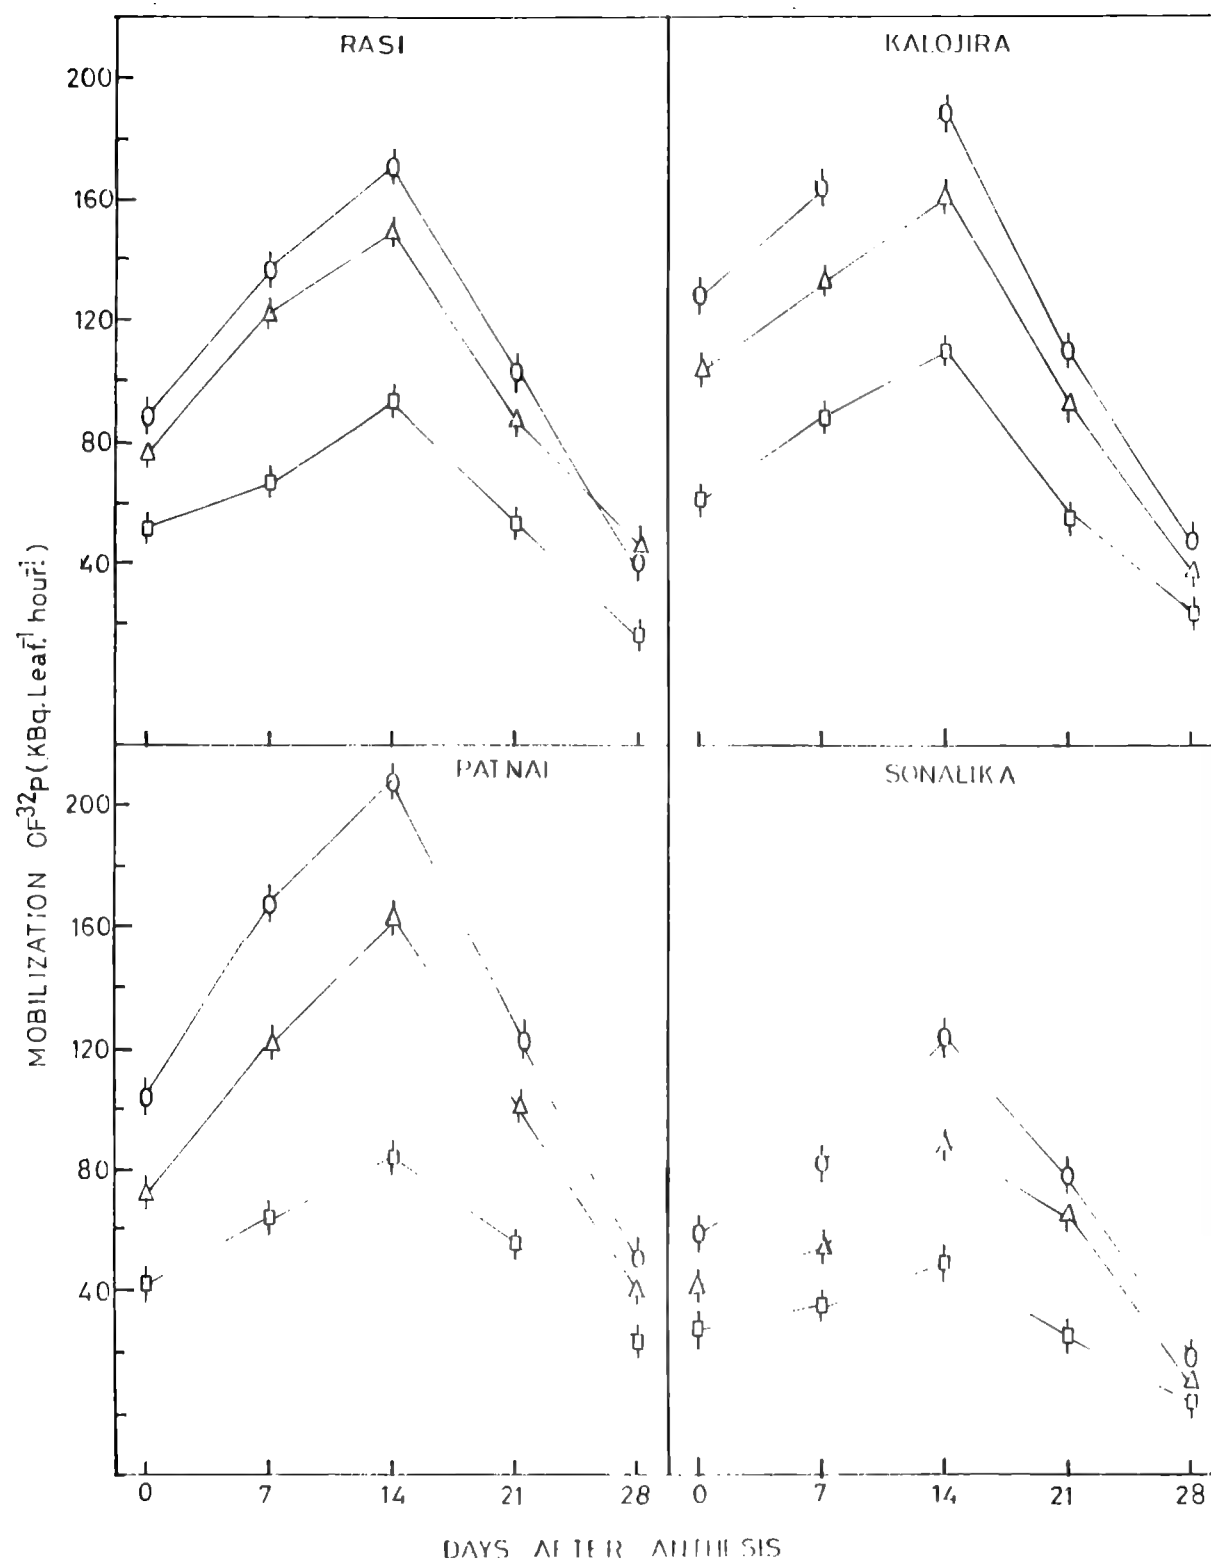 RASI
KALOJIRA
200
160
120
80
40
PATNAI
SONALIKA
200
160
120
80
40
MOBILIZATION OF ³²P(KBq.Leaf.⁻¹ hour⁻¹)
0 7 14 21 28 0 7 14 21 28
DAYS AFTER ANTHESIS